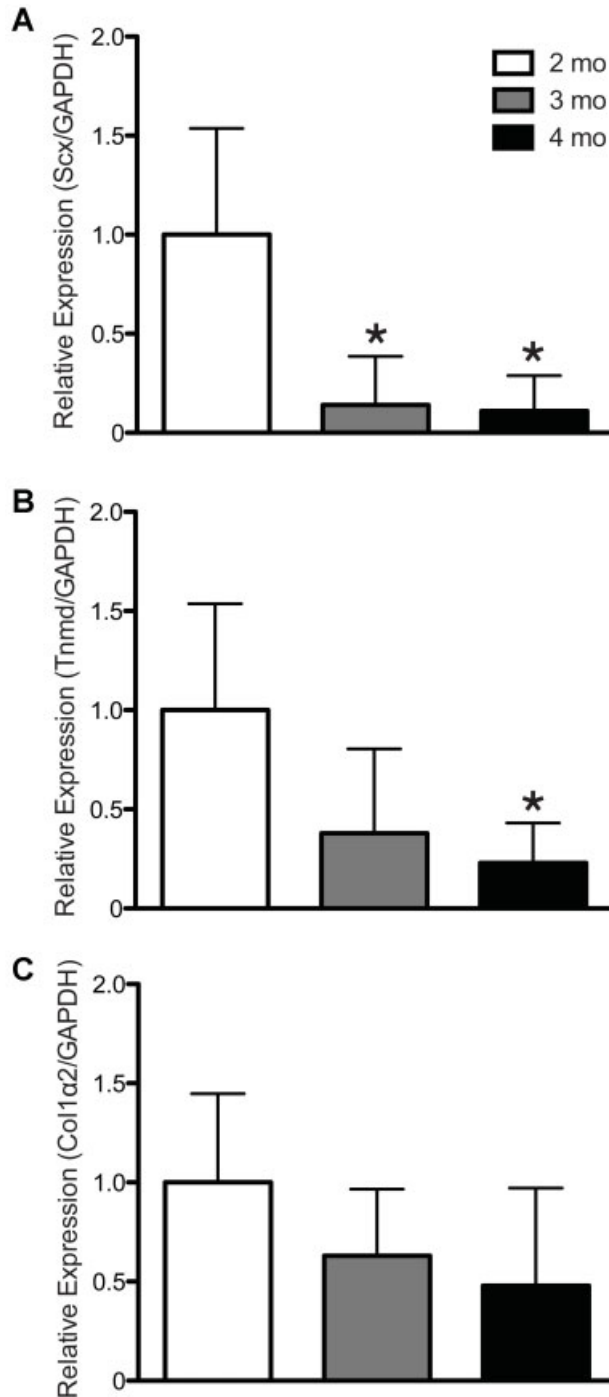 A
Relative Expression (Scx/GAPDH)
2.0
1.5
1.0
0.5
0
2 mo
3 mo
4 mo
*
*
B
Relative Expression (Tnmd/GAPDH)
2.0
1.5
1.0
0.5
0
*
C
Relative Expression (Col1α2/GAPDH)
2.0
1.5
1.0
0.5
0